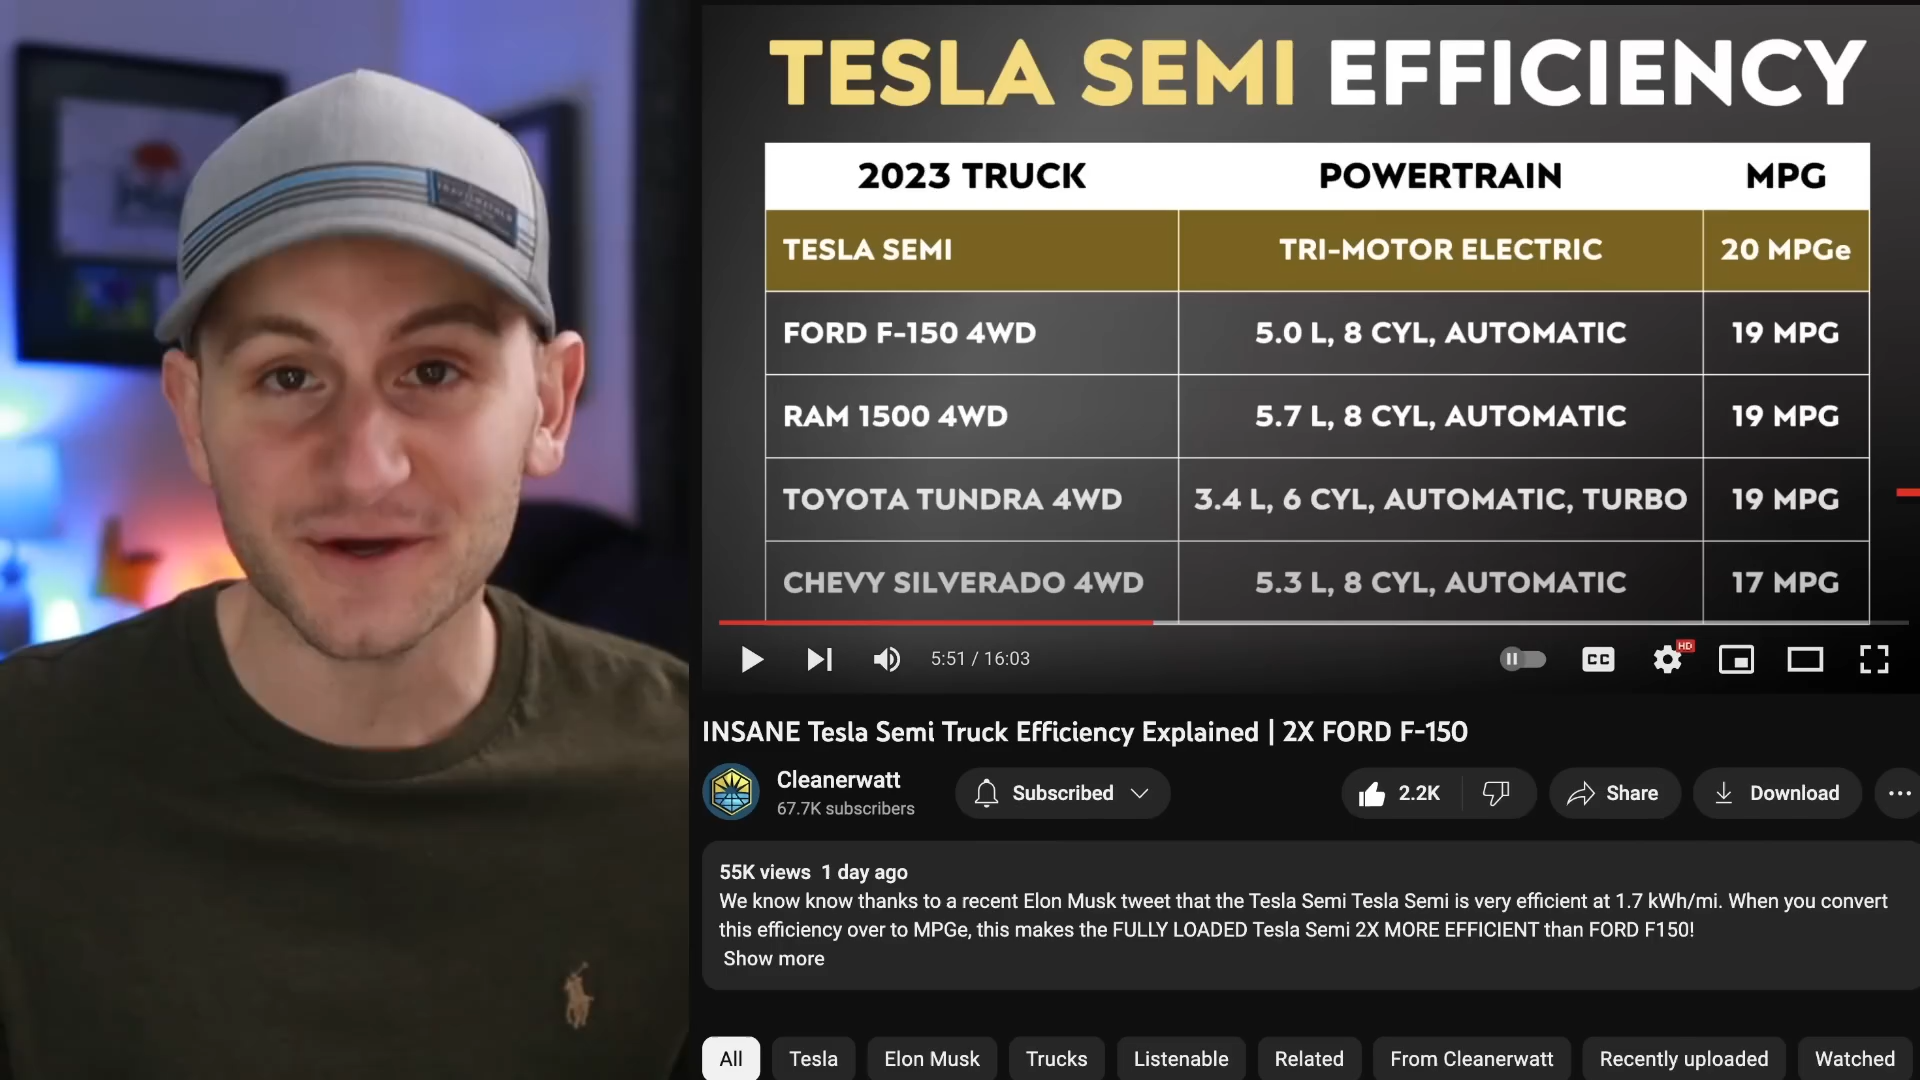 TESLA SEMI EFFICIENCY
2023 TRUCK POWERTRAIN MPG
TESLA SEMI TRI-MOTOR ELECTRIC 20 MPGe
FORD F-150 4WD 5.0 L, 8 CYL, AUTOMATIC 19 MPG
RAM 1500 4WD 5.7 L, 8 CYL, AUTOMATIC 19 MPG
TOYOTA TUNDRA 4WD 3.4 L, 6 CYL, AUTOMATIC, TURBO 19 MPG
CHEVY SILVERADO 4WD 5.3 L, 8 CYL, AUTOMATIC 17 MPG
5:51 / 16:03 CC HD
INSANE Tesla Semi Truck Efficiency Explained | 2X FORD F-150
Cleanerwatt
67.7K subscribers
Subscribed
2.2K Share Download
55K views 1 day ago
We know know thanks to a recent Elon Musk tweet that the Tesla Semi Tesla Semi is very efficient at 1.7 kWh/mi. When you convert
this efficiency over to MPGe, this makes the FULLY LOADED Tesla Semi 2X MORE EFFICIENT than FORD F150!
Show more
All Tesla Elon Musk Trucks Listenable Related From Cleanerwatt Recently uploaded Watched